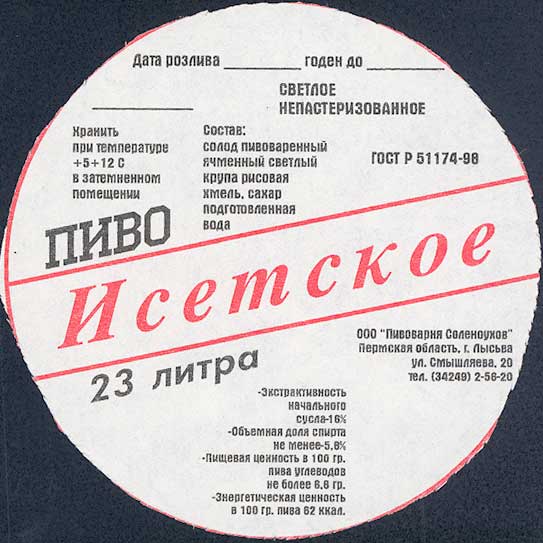 Дата розлива ________ годен до ________
СВЕТЛОЕ
НЕПАСТЕРИЗОВАННОЕ
Хранить
при температуре
+5+12 С
в затемненном
помещении
Состав:
солод пивоваренный
ячменный светлый
крупа рисовая
хмель, сахар
подготовленная
вода
ГОСТ Р 51174-98
ПИВО
Исетское
23 литра
ООО "Пивоварня Соленоухов"
Пермская область, г. Лысьва
ул. Смышляева, 20
тел. (34249) 2-56-20
-Экстрактивность
начального
сусла-16%
-Объемная доля спирта
не менее-5,8%
-Пищевая ценность в 100 гр.
пива углеводов
не более 6,6 гр.
-Энергетическая ценность
в 100 гр. пива 62 ккал.